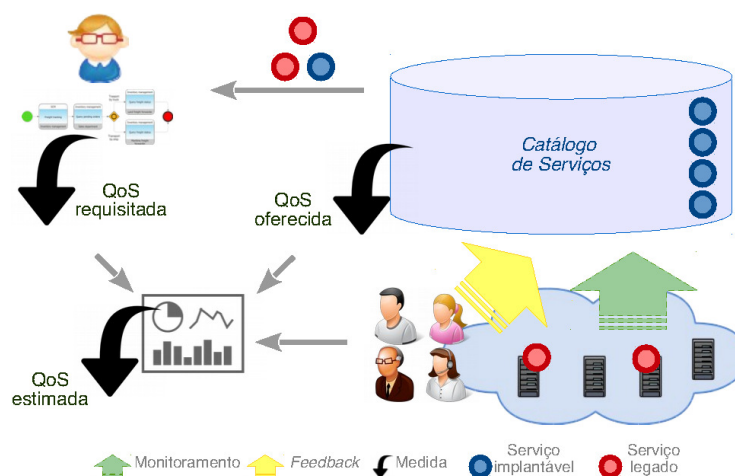 Catálogo
de Serviços
QoS
requisitada
QoS
oferecida
QoS
estimada
Monitoramento
Feedback
Medida
Serviço
implantável
Serviço
legado